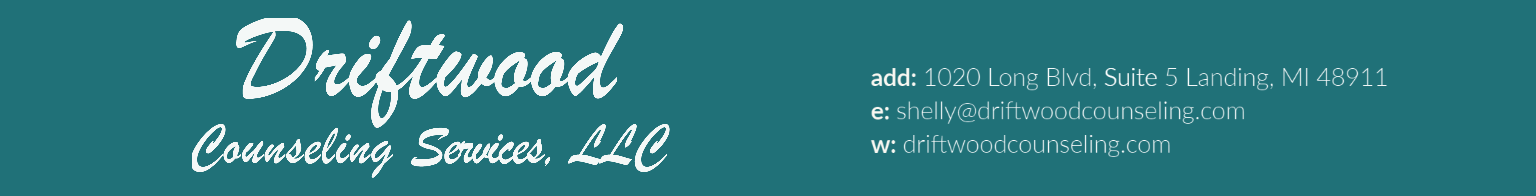 Driftwood
Counseling Services, LLC
add: 1020 Long Blvd, Suite 5 Landing, MI 48911
e: shelly@driftwoodcounseling.com
w: driftwoodcounseling.com